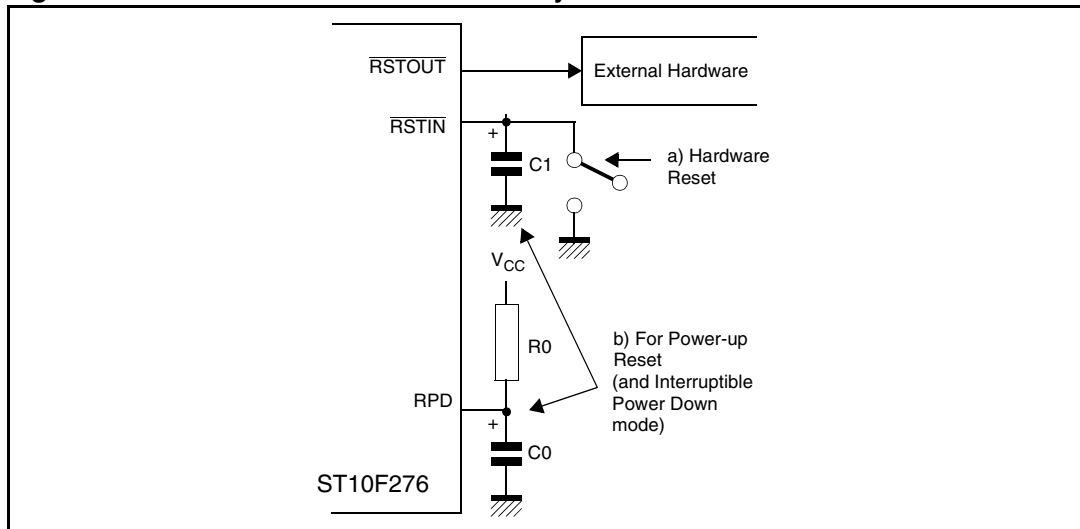 RSTOUT
External Hardware
RSTIN
+
C1
a) Hardware
Reset
VCC
R0
b) For Power-up
Reset
(and Interruptible
Power Down
mode)
RPD
+
C0
ST10F276